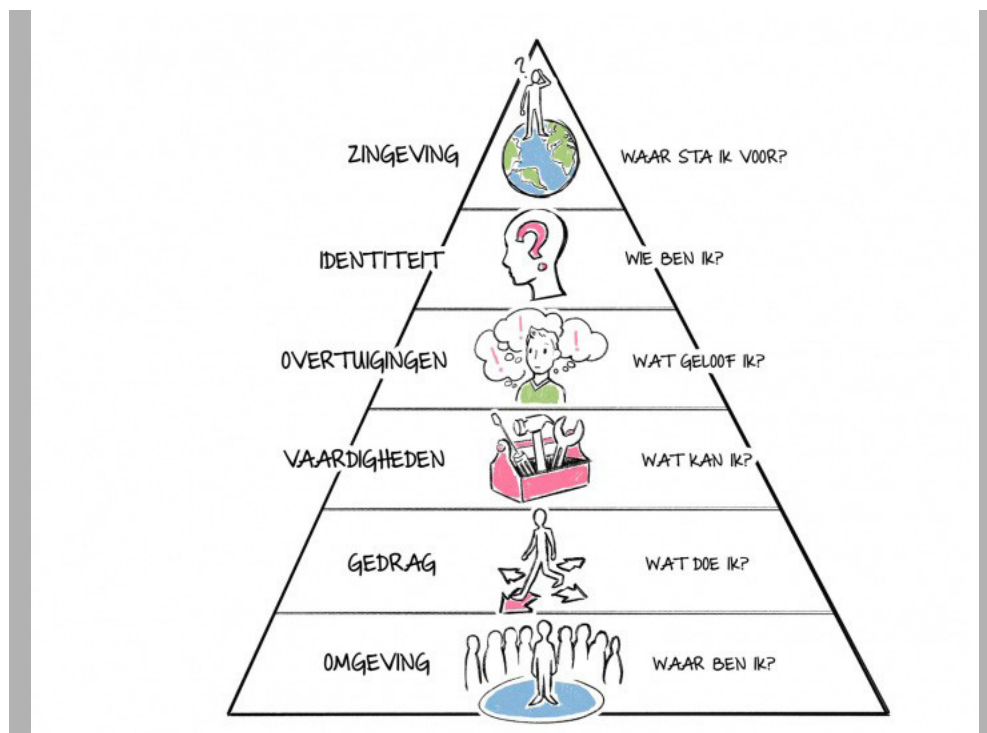 ZINGEVING WAAR STA IK VOOR?
IDENTITEIT WIE BEN IK?
OVERTUIGINGEN WAT GELOOF IK?
VAARDIGHEDEN WAT KAN IK?
GEDRAG WAT DOE IK?
OMGEVING WAAR BEN IK?